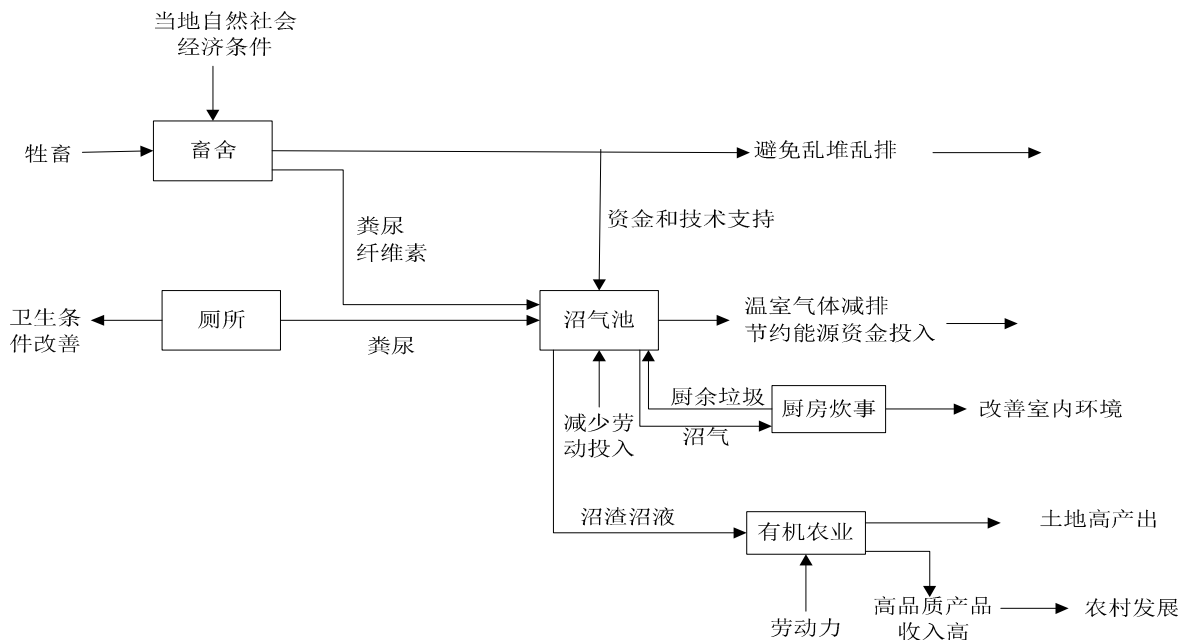 当地自然社会
经济条件
牲畜
畜舍
避免乱堆乱排
资金和技术支持
粪尿
纤维素
卫生条
件改善
厕所
粪尿
沼气池
温室气体减排
节约能源资金投入
厨余垃圾
厨房炊事
改善室内环境
减少劳
动投入
沼气
沼渣沼液
有机农业
土地高产出
高品质产品
收入高
农村发展
劳动力